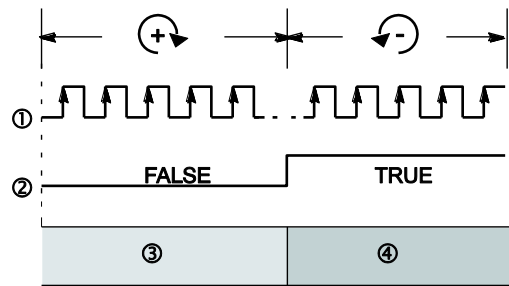 + -
①
② FALSE TRUE
③ ④